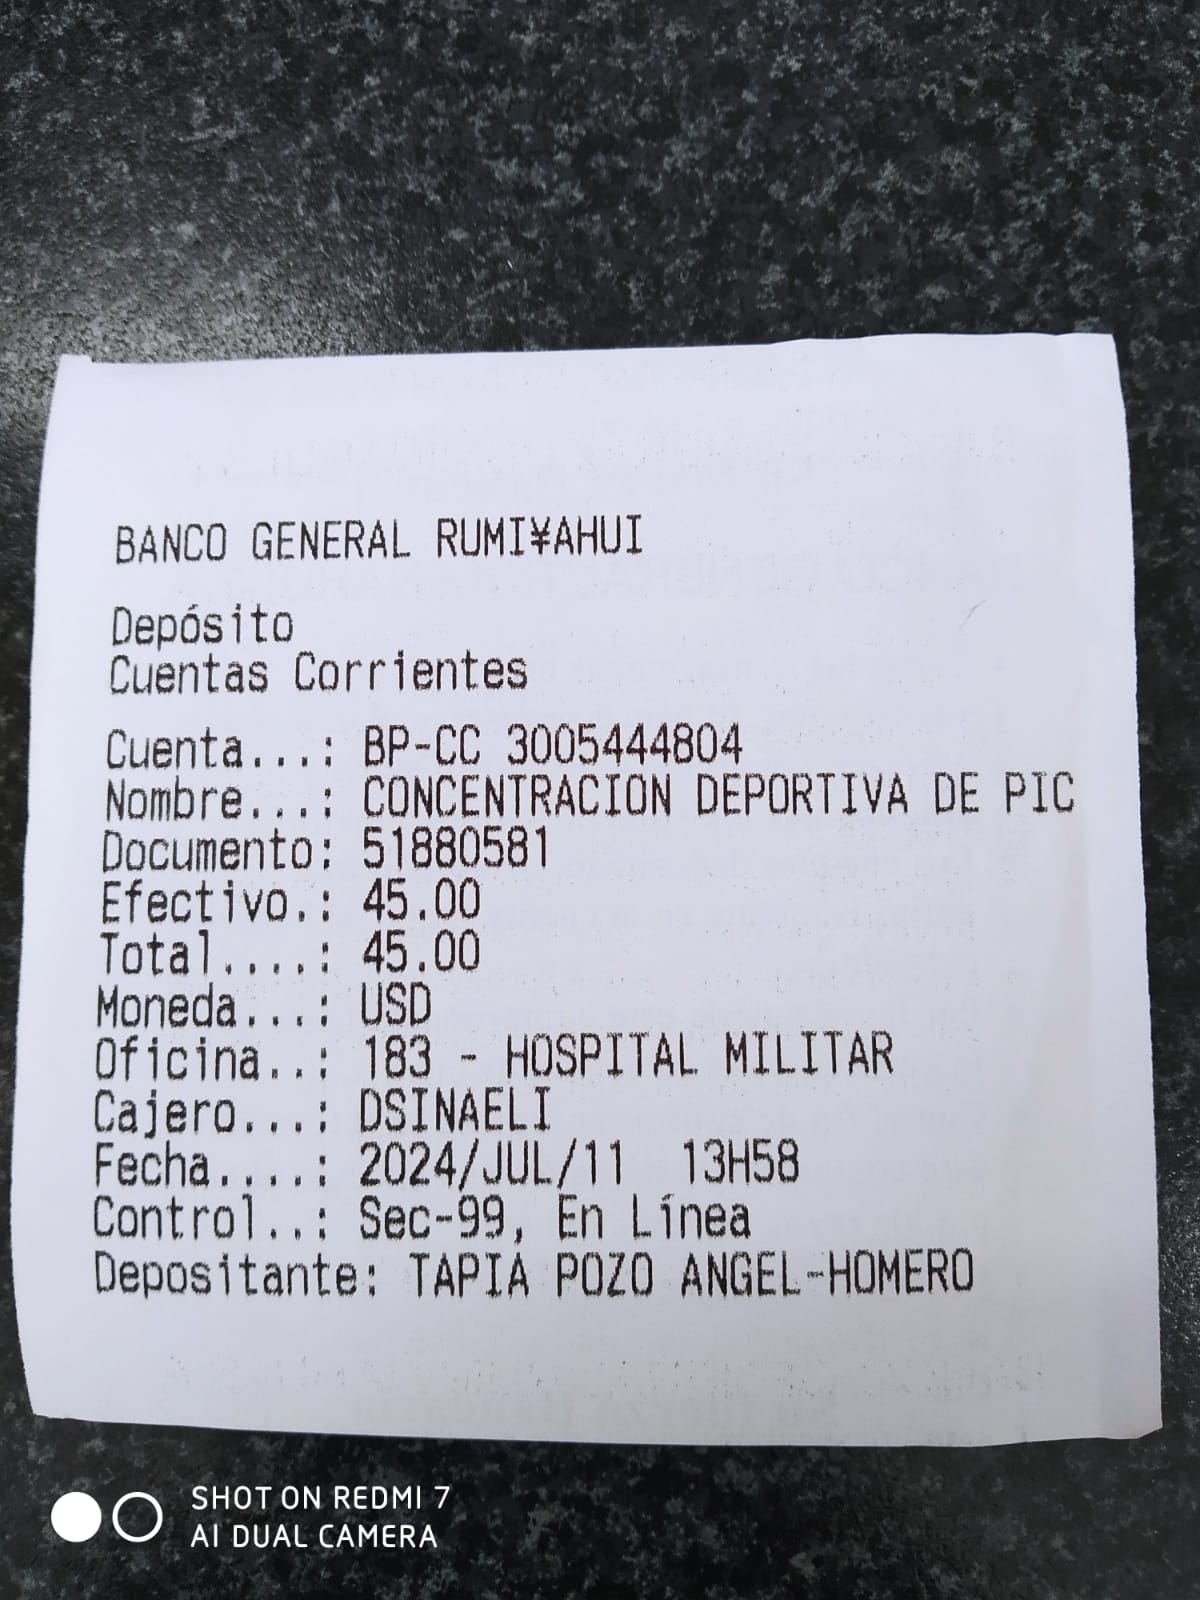 BANCO GENERAL RUMI¥AHUI
Depósito
Cuentas Corrientes
Cuenta...: BP-CC 3005444804
Nombre...: CONCENTRACION DEPORTIVA DE PIC
Documento: 51880581
Efectivo.: 45.00
Total....: 45.00
Moneda...: USD
Oficina..: 183 - HOSPITAL MILITAR
Cajero...: DSINAELI
Fecha....: 2024/JUL/11  13H58
Control..: Sec-99, En Línea
Depositante: TAPIA POZO ANGEL-HOMERO
SHOT ON REDMI 7
AI DUAL CAMERA